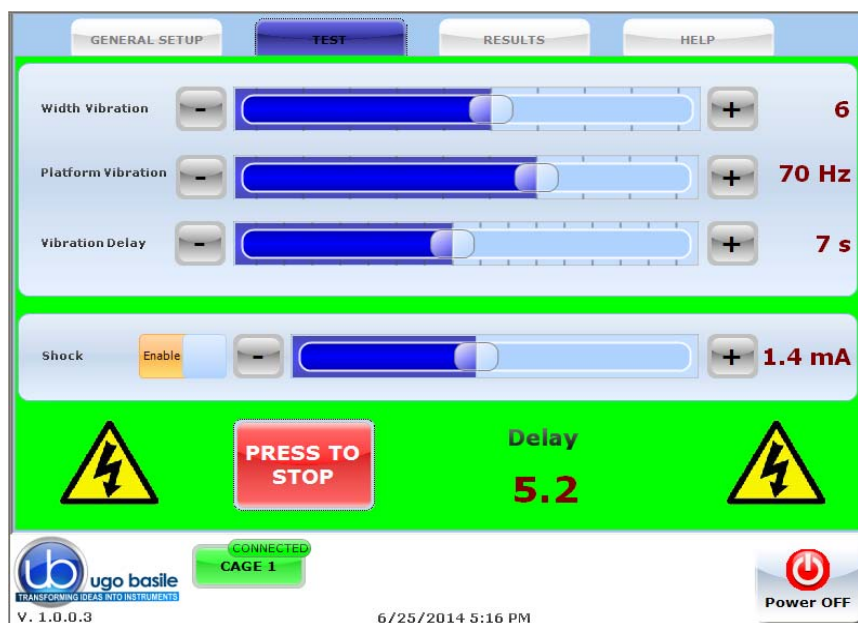 GENERAL SETUP TEST RESULTS HELP
Width Vibration - + 6
Platform Vibration - + 70 Hz
Vibration Delay - + 7 s
Shock Enable - + 1.4 mA
PRESS TO
STOP
Delay
5.2
CONNECTED
CAGE 1
ub ugo basile
TRANSFORMING IDEAS INTO INSTRUMENTS
Power OFF
V. 1.0.0.3 6/25/2014 5:16 PM